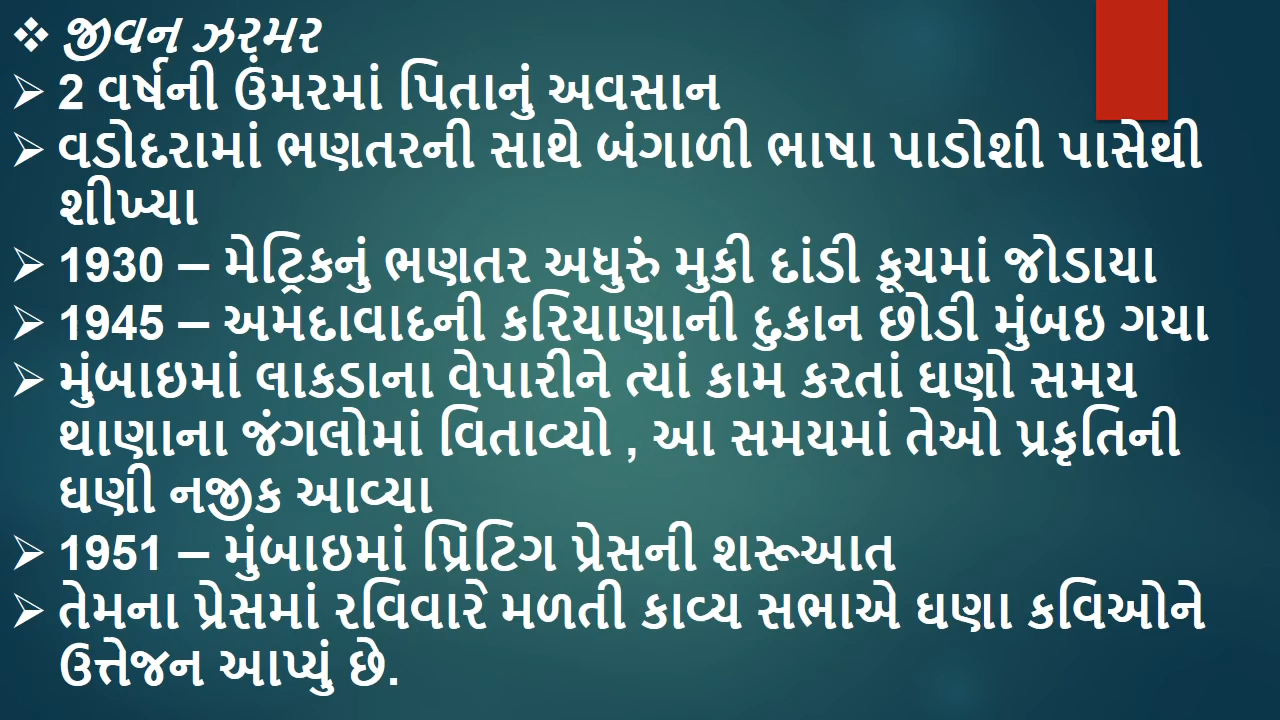 ❖ જીવન ઝરમર
➢ 2 વર્ષની ઉંમરમાં પિતાનું અવસાન
➢ વડોદરામાં ભણતરની સાથે બંગાળી ભાષા પાડોશી પાસેથી
શીખ્યા
➢ 1930 – મેટ્રિકનું ભણતર અધુરું મુકી દાંડી કૂચમાં જોડાયા
➢ 1945 – અમદાવાદની કરિયાણાની દુકાન છોડી મુંબઇ ગયા
➢ મુંબાઇમાં લાકડાના વેપારીને ત્યાં કામ કરતાં ઘણો સમય
થાણાના જંગલોમાં વિતાવ્યો , આ સમયમાં તેઓ પ્રકૃતિની
ઘણી નજીક આવ્યા
➢ 1951 – મુંબાઇમાં પ્રિંટિગ પ્રેસની શરૂઆત
➢ તેમના પ્રેસમાં રવિવારે મળતી કાવ્ય સભાએ ઘણા કવિઓને
ઉત્તેજન આપ્યું છે.